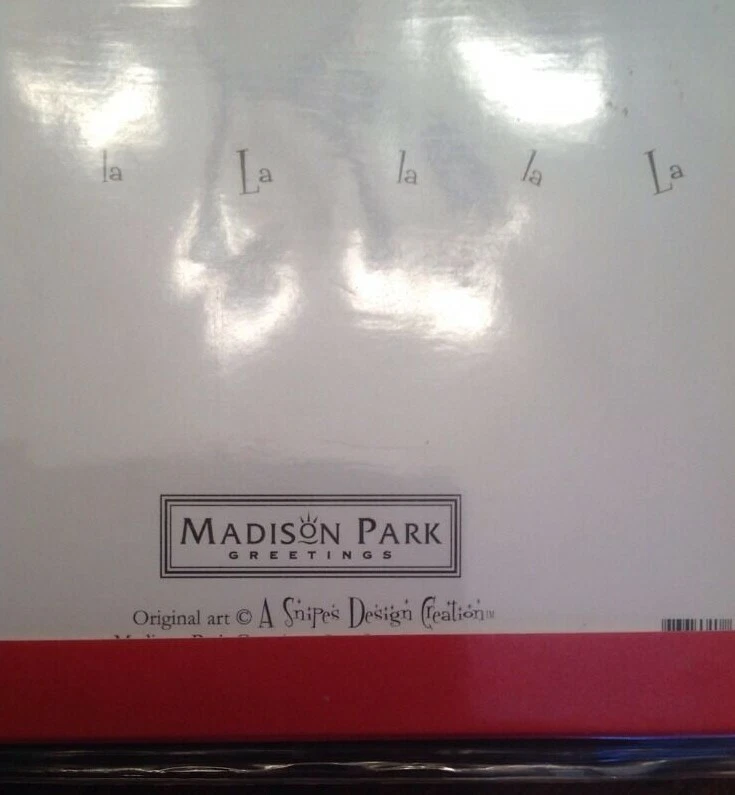 la La la la La
MADISON PARK
GREETINGS
Original art © A Snipes Design Creation™